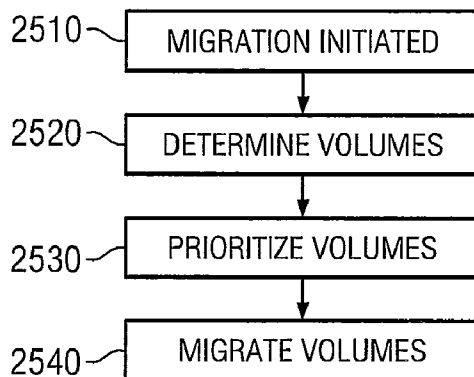 2510 MIGRATION INITIATED
2520 DETERMINE VOLUMES
2530 PRIORITIZE VOLUMES
2540 MIGRATE VOLUMES